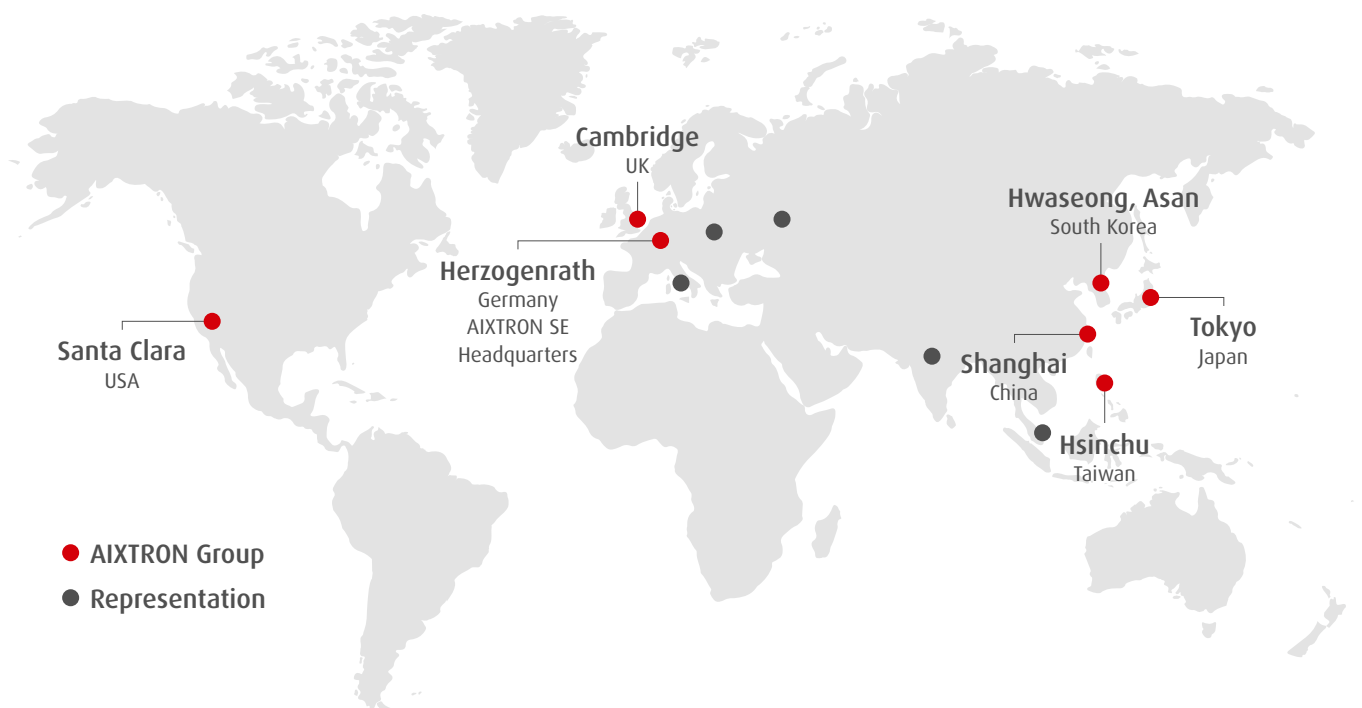 Cambridge
UK
Hwaseong, Asan
South Korea
Herzogenrath
Germany
AIXTRON SE
Headquarters
Santa Clara
USA
Tokyo
Japan
Shanghai
China
Hsinchu
Taiwan
AIXTRON Group
Representation